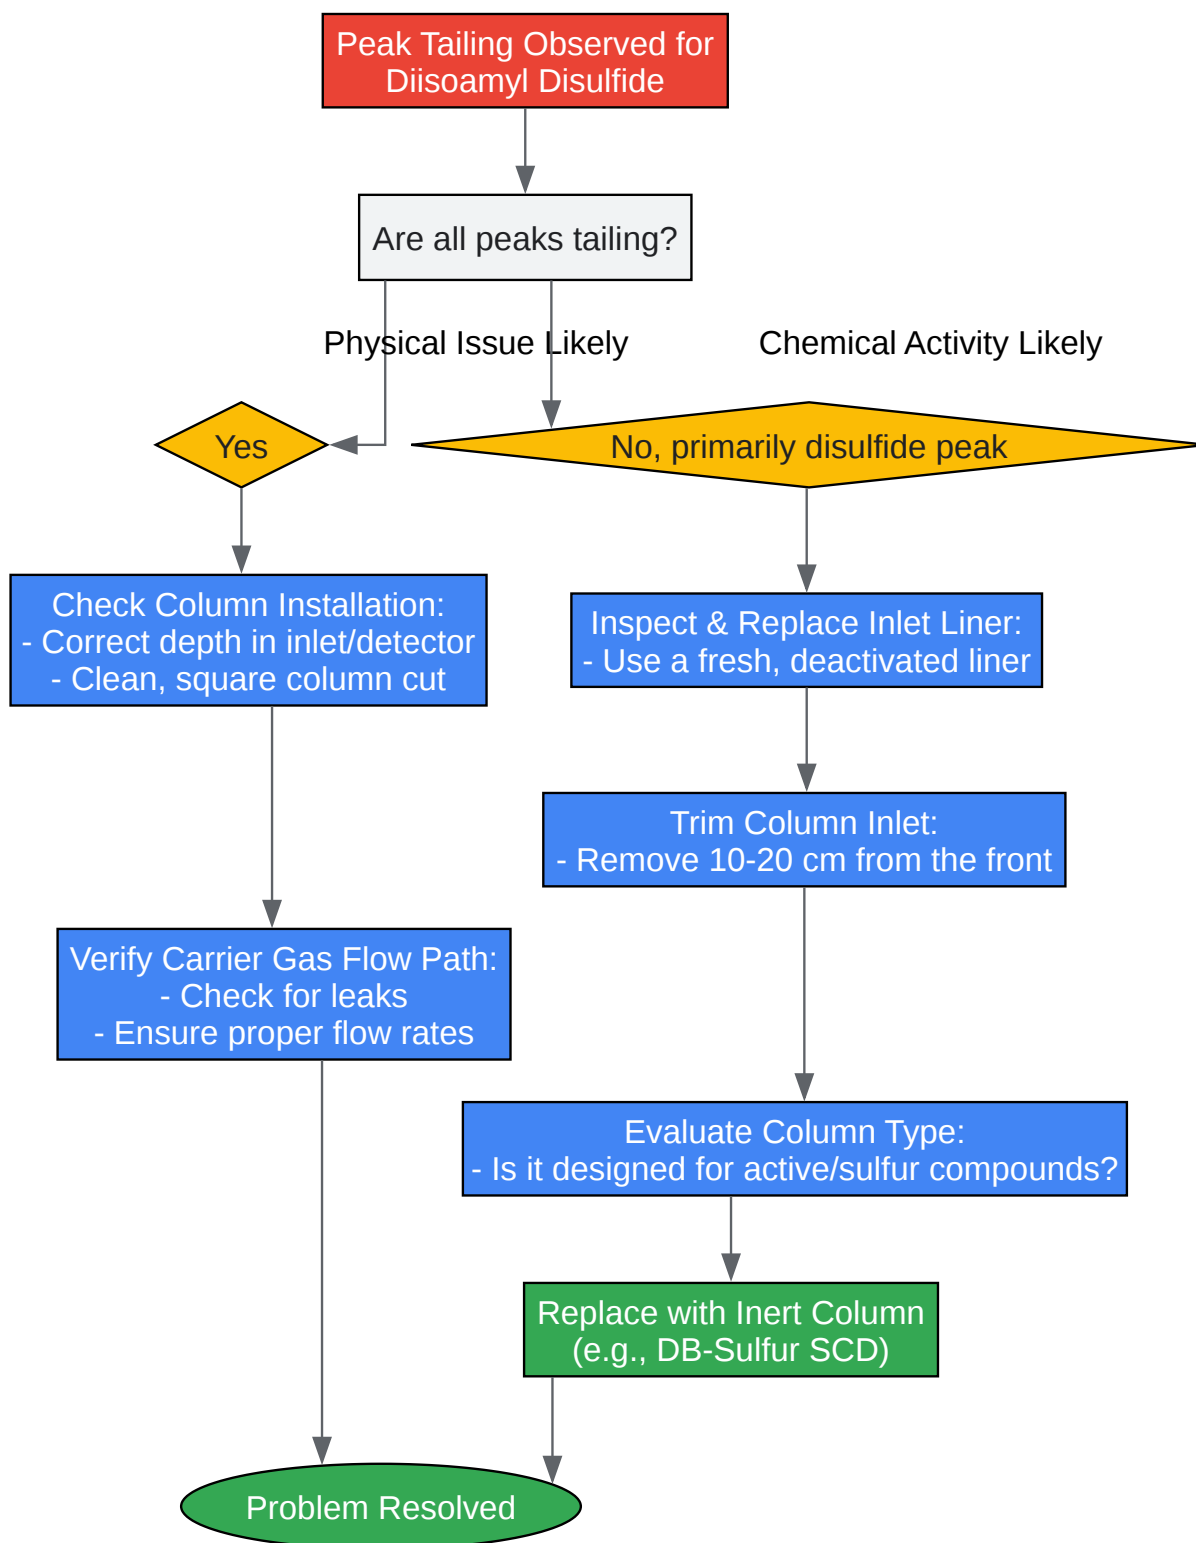 Peak Tailing Observed for
Diisoamyl Disulfide
Are all peaks tailing?
Physical Issue Likely
Chemical Activity Likely
Yes
No, primarily disulfide peak
Check Column Installation:
- Correct depth in inlet/detector
- Clean, square column cut
Inspect & Replace Inlet Liner:
- Use a fresh, deactivated liner
Trim Column Inlet:
- Remove 10-20 cm from the front
Verify Carrier Gas Flow Path:
- Check for leaks
- Ensure proper flow rates
Evaluate Column Type:
- Is it designed for active/sulfur compounds?
Replace with Inert Column
(e.g., DB-Sulfur SCD)
Problem Resolved